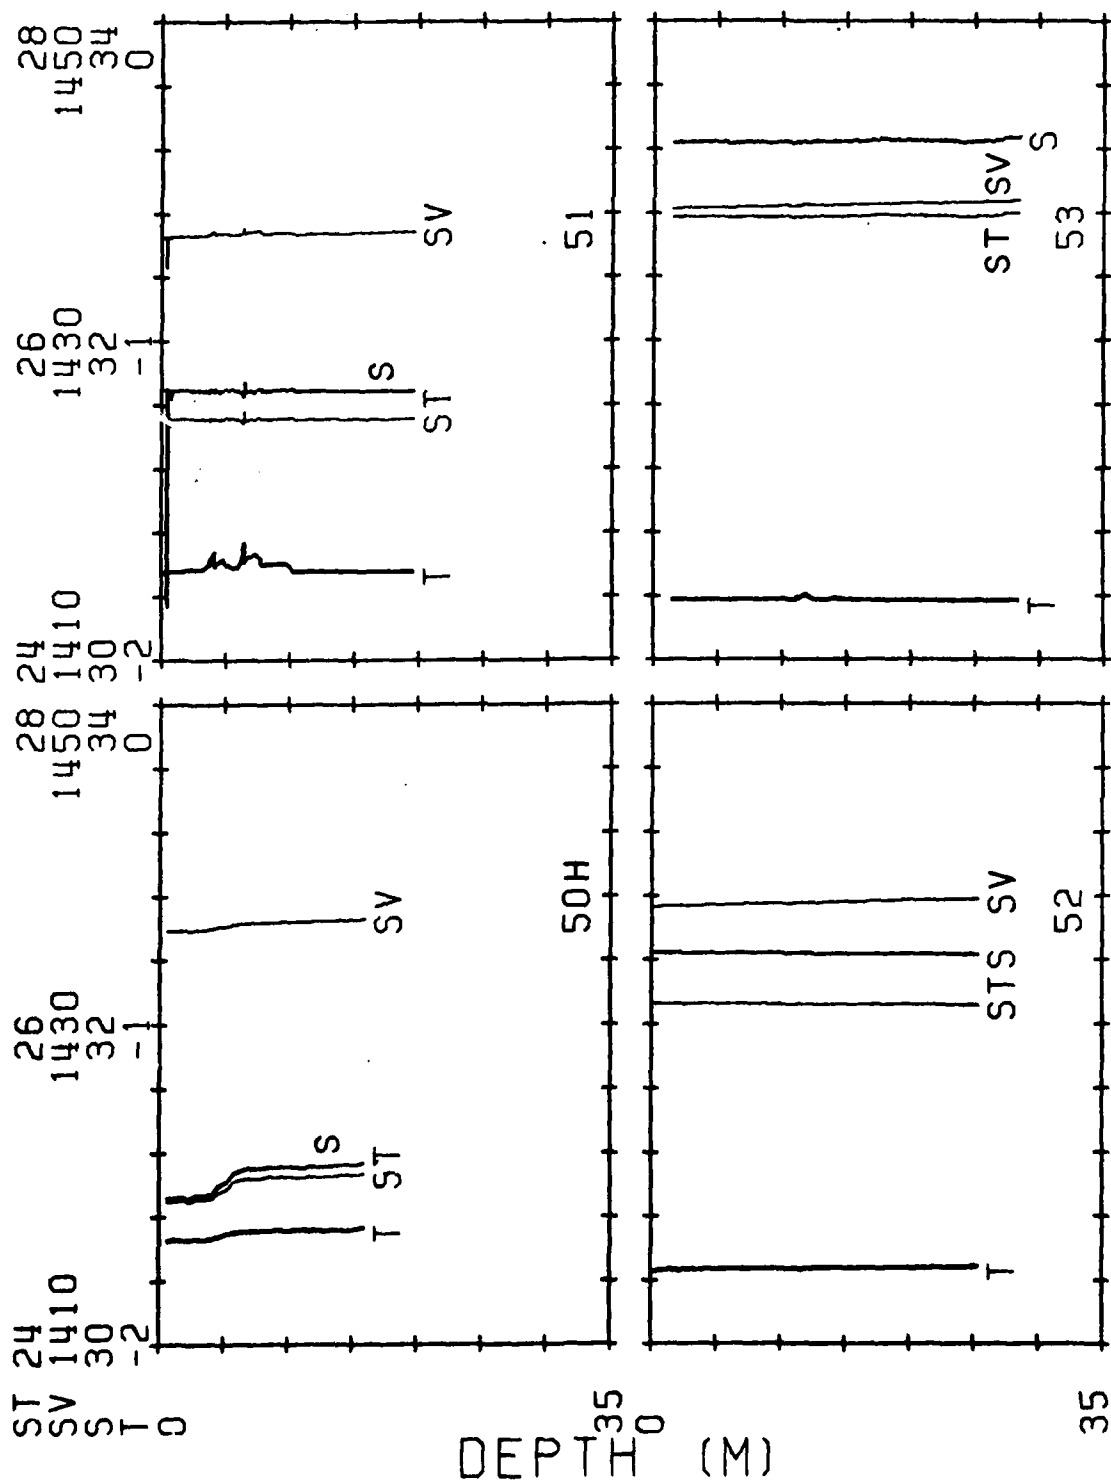 ST 24 26 28 24 26 28
SV 1410 1430 1450 1410 1430 1450
S 30 32 34 30 32 34
T -2 -1 0 -2 -1 0
0
35
T
ST
S
SV
50H
T
ST
S
SV
51
0
35
T
STS
SV
52
T
ST
SV
S
53
DEPTH (M)